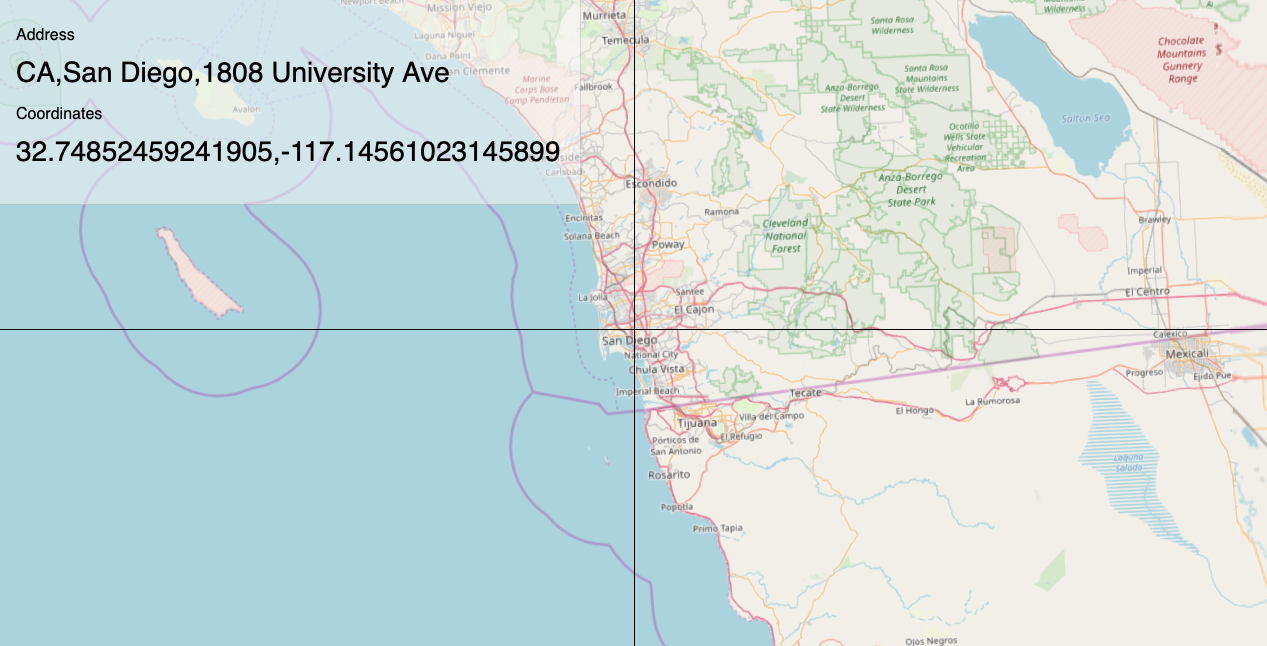 Address
CA,San Diego,1808 University Ave
Coordinates
32.74852459241905,-117.14561023145899
Newport Beach
Mission Viejo
Laguna Niguel
Dana Point
an Clemente
Avalon
Marine
Corps Base
Camp Pendleton
Murrieta
Temecula
Fallbrook
side
Carlsbad
Encinitas
Solana Beach
Escondido
Ramona
Poway
La Jolla
Santee
El Cajon
San Diego
National City
Chula Vista
Imperial Beach
Santa Rosa
Wilderness
Santa Rosa
Mountains
State Wilderness
Anza-Borrego
Desert
State Wilderness
Wilderness
Ocotillo
Wells State
Vehicular
Recreation
Area
Anza-Borrego
Desert
State Park
Cleveland
National
Forest
Salton Sea
Chocolate
Mountains
Gunnery
Range
Brawley
Imperial
El Centro
Calexico
Mexicali
Progreso
Ejido Pue
Tecate
La Rumorosa
El Hongo
Villa del Campo
Tijuana
El Refugio
Pórticos de
San Antonio
Rosarito
Popotla
Primo Tapia
Laguna
Salada
Ojos Negros